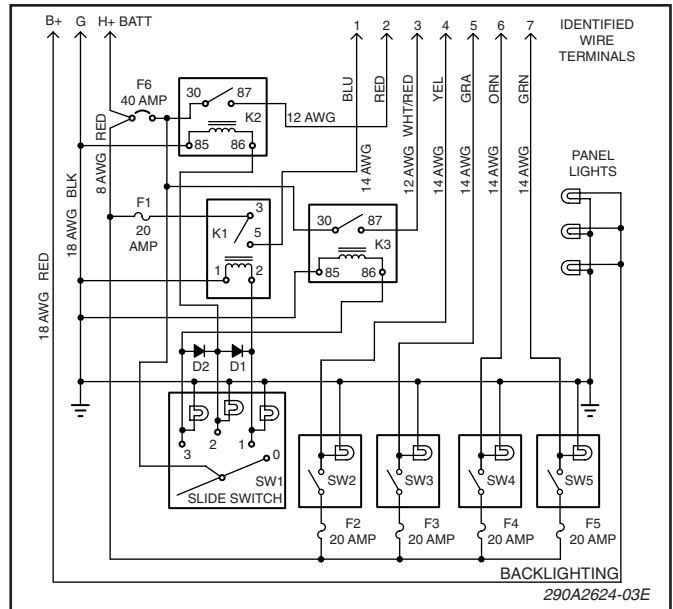 B+ G H+ BATT 1 2 3 4 5 6 7 IDENTIFIED
WIRE
TERMINALS
F6
40 AMP
30 87
K2
85 86
12 AWG
BLU
RED
WHT/RED
YEL
GRA
ORN
GRN
14 AWG
12 AWG
14 AWG
14 AWG
14 AWG
14 AWG
PANEL
LIGHTS
8 AWG RED
18 AWG BLK
18 AWG RED
F1
20
AMP
3
K1 5
1 2
30 87
K3
85 86
D2 D1
3 2 1 0
SW1
SLIDE SWITCH
SW2 SW3 SW4 SW5
F2 F3 F4 F5
20 AMP 20 AMP 20 AMP 20 AMP
BACKLIGHTING
290A2624-03E